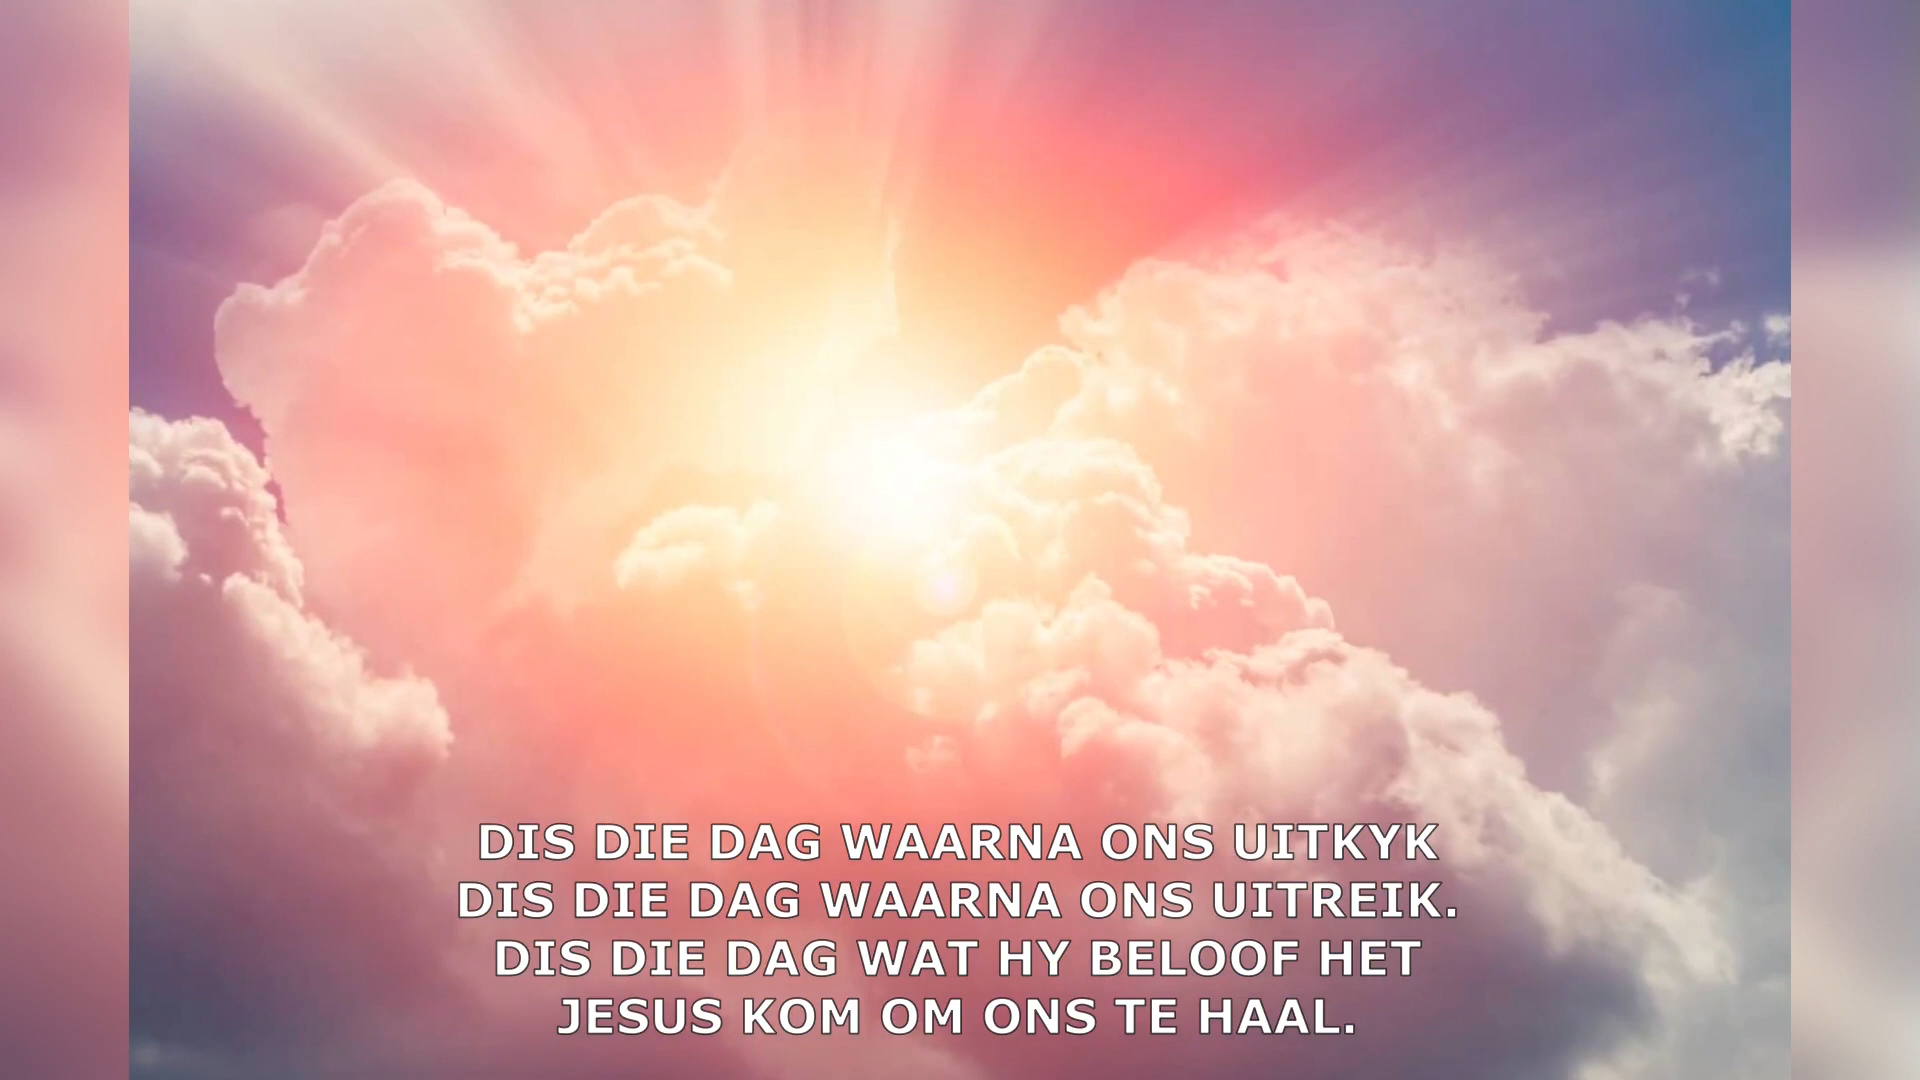 DIS DIE DAG WAARNA ONS UITKYK
DIS DIE DAG WAARNA ONS UITREIK.
DIS DIE DAG WAT HY BELOOF HET
JESUS KOM OM ONS TE HAAL.